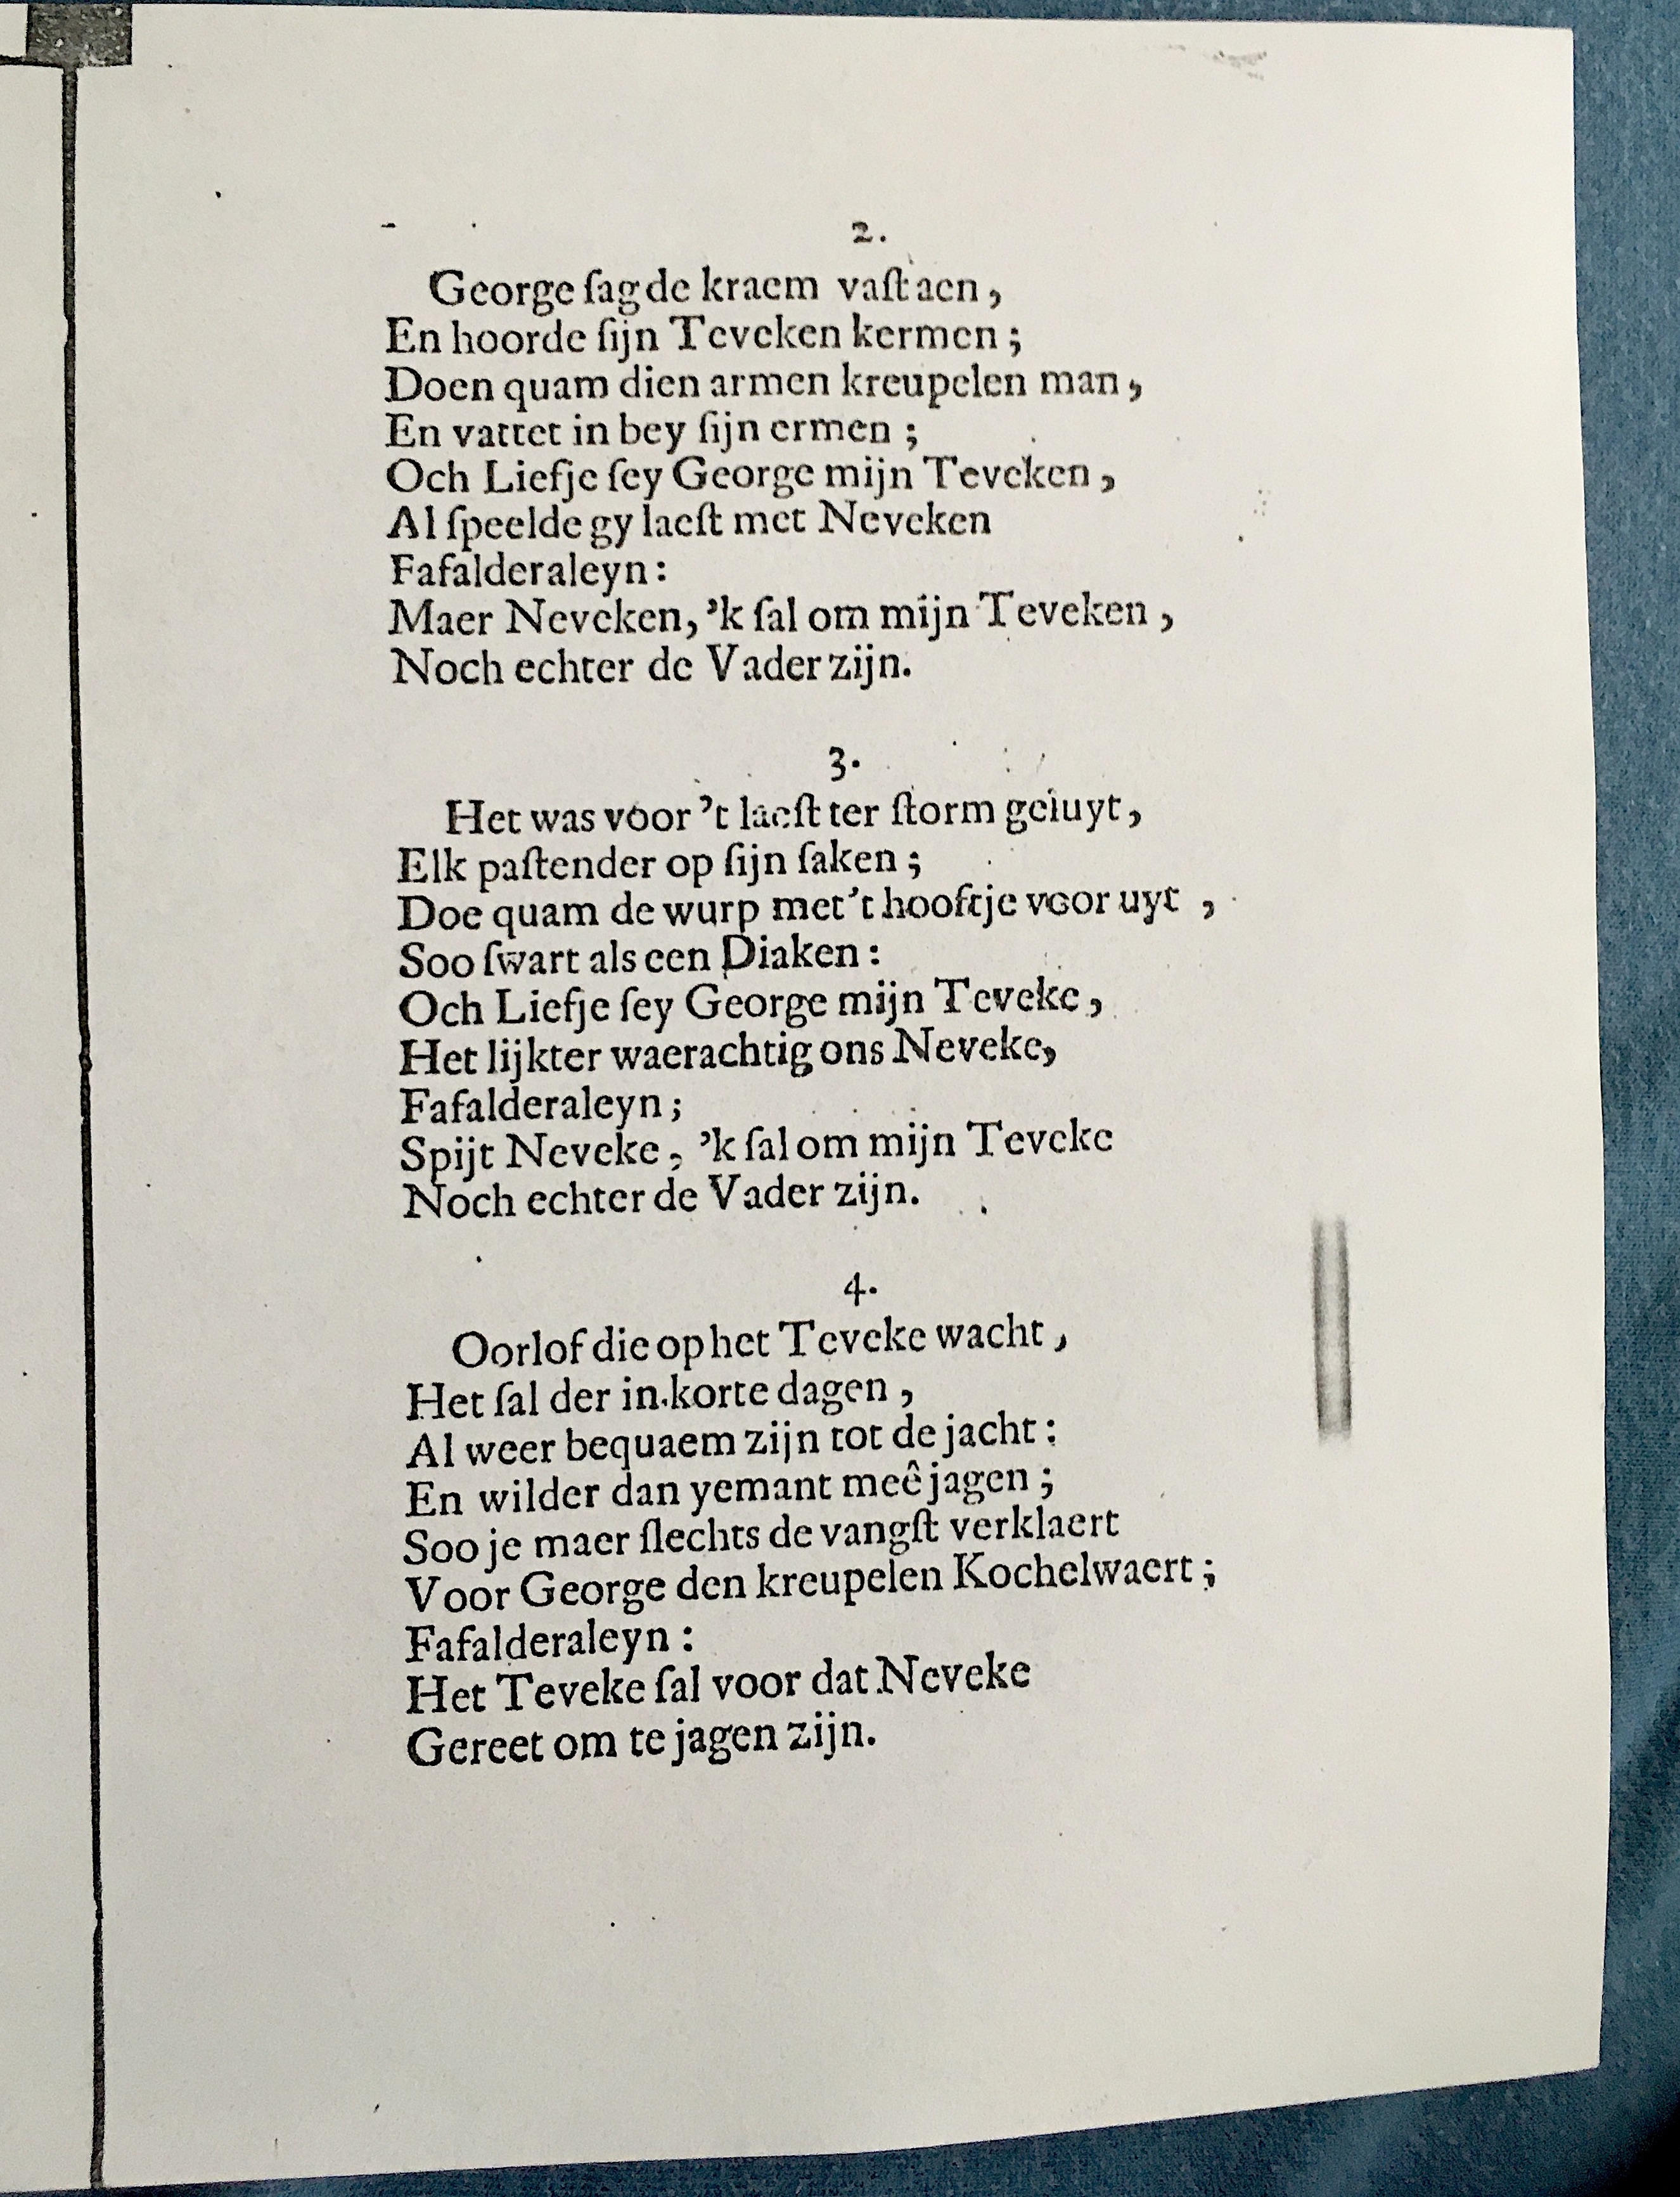 2.
George ſag de kraem vaſt aen,
En hoorde ſijn Teveken kermen;
Doen quam dien armen kreupelen man,
En vattet in bey ſijn ermen;
Och Liefje ſey George mijn Teveken,
Al ſpeelde gy laeſt met Neveken
Fafalderaleyn:
Maer Neveken, 'k ſal om mijn Teveken,
Noch echter de Vader zijn.
3.
Het was voor 't laeſt ter ſtorm geluyt,
Elk paſtender op ſijn ſaken;
Doe quam de wurp met 't hooftje voor uyt,
Soo ſwart als een Diaken:
Och Liefje ſey George mijn Teveke,
Het lijkter waerachtig ons Neveke,
Fafalderaleyn;
Spijt Neveke, 'k ſal om mijn Teveke
Noch echter de Vader zijn.
4.
Oorlof die op het Teveke wacht,
Het ſal der in korte dagen,
Al weer bequaem zijn tot de jacht:
En wilder dan yemant meê jagen;
Soo je maer ſlechts de vangſt verklaert
Voor George den kreupelen Kochelwaert;
Fafalderaleyn:
Het Teveke ſal voor dat Neveke
Gereet om te jagen zijn.